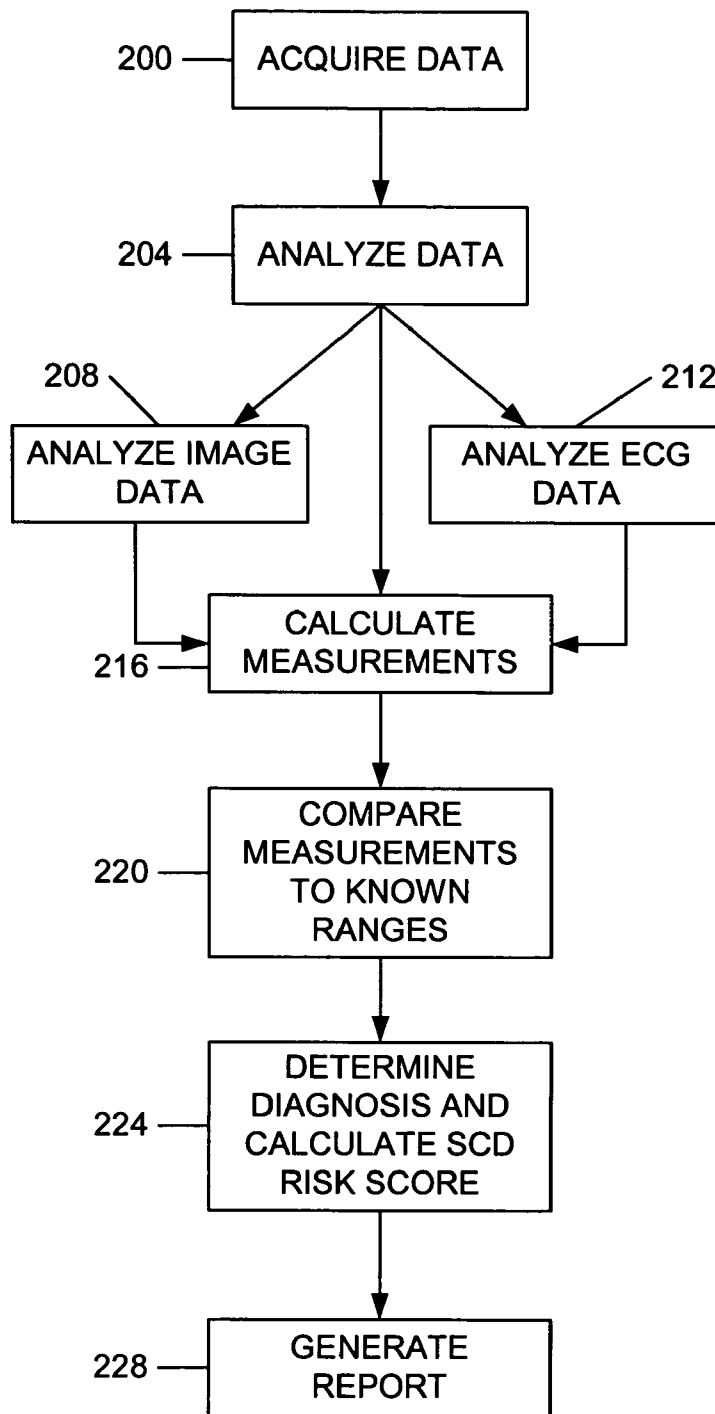 200
ACQUIRE DATA
204
ANALYZE DATA
208
212
ANALYZE IMAGE
DATA
ANALYZE ECG
DATA
CALCULATE
MEASUREMENTS
216
COMPARE
MEASUREMENTS
TO KNOWN
RANGES
220
DETERMINE
DIAGNOSIS AND
CALCULATE SCD
RISK SCORE
224
GENERATE
REPORT
228